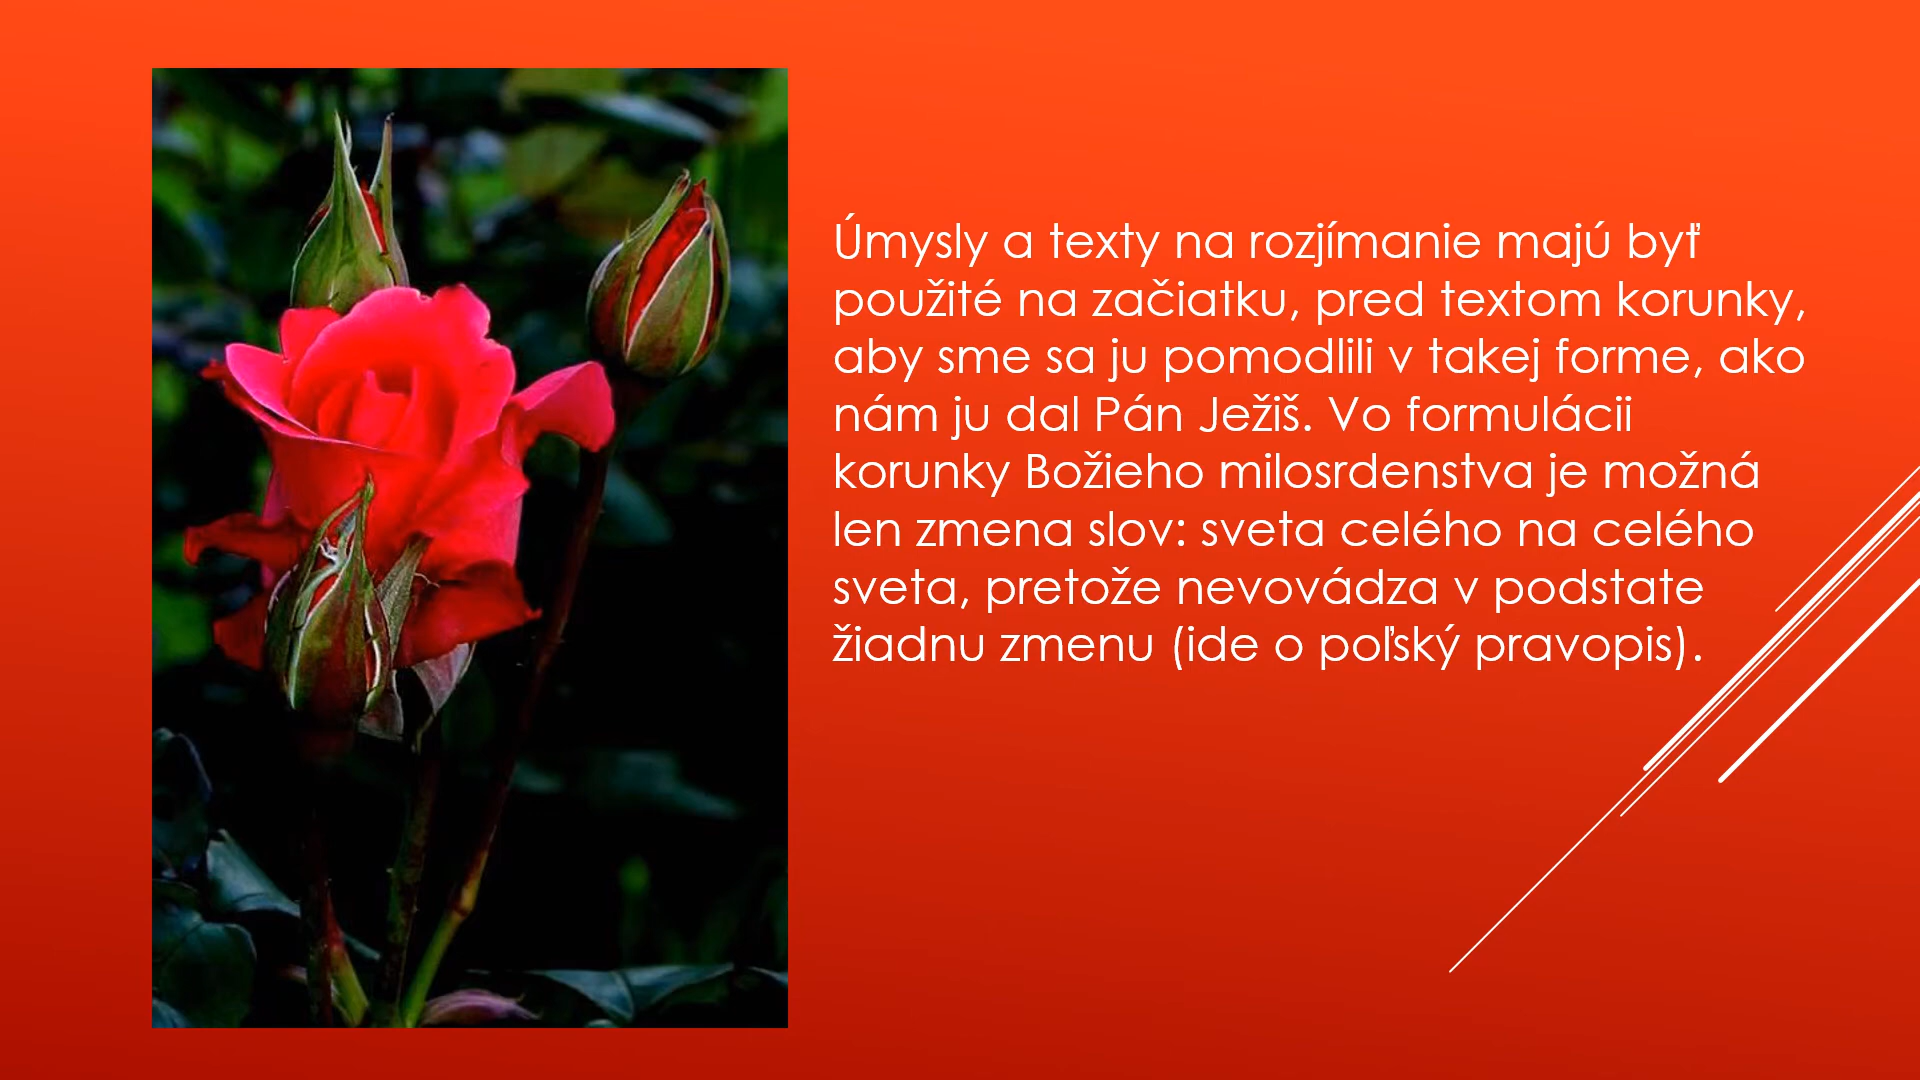 Úmysly a texty na rozjímanie majú byť
použité na začiatku, pred textom korunky,
aby sme sa ju pomodlili v takej forme, ako
nám ju dal Pán Ježiš. Vo formulácii
korunky Božieho milosrdenstva je možná
len zmena slov: sveta celého na celého
sveta, pretože nevovádza v podstate
žiadnu zmenu (ide o poľský pravopis).